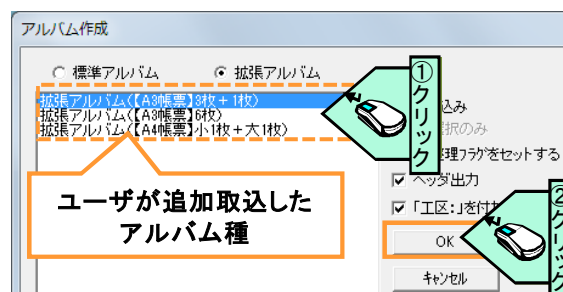 アルバム作成
標準アルバム
拡張アルバム
拡張アルバム(【A3帳票】3枚+1枚)
拡張アルバム(【A3帳票】6枚)
拡張アルバム(【A4帳票】小1枚+大1枚)
①クリック
込み
択のみ
理フラグをセットする
ヘッダ出力
「工区:」を付
ユーザが追加取込した
アルバム種
OK
②クリック
キャンセル